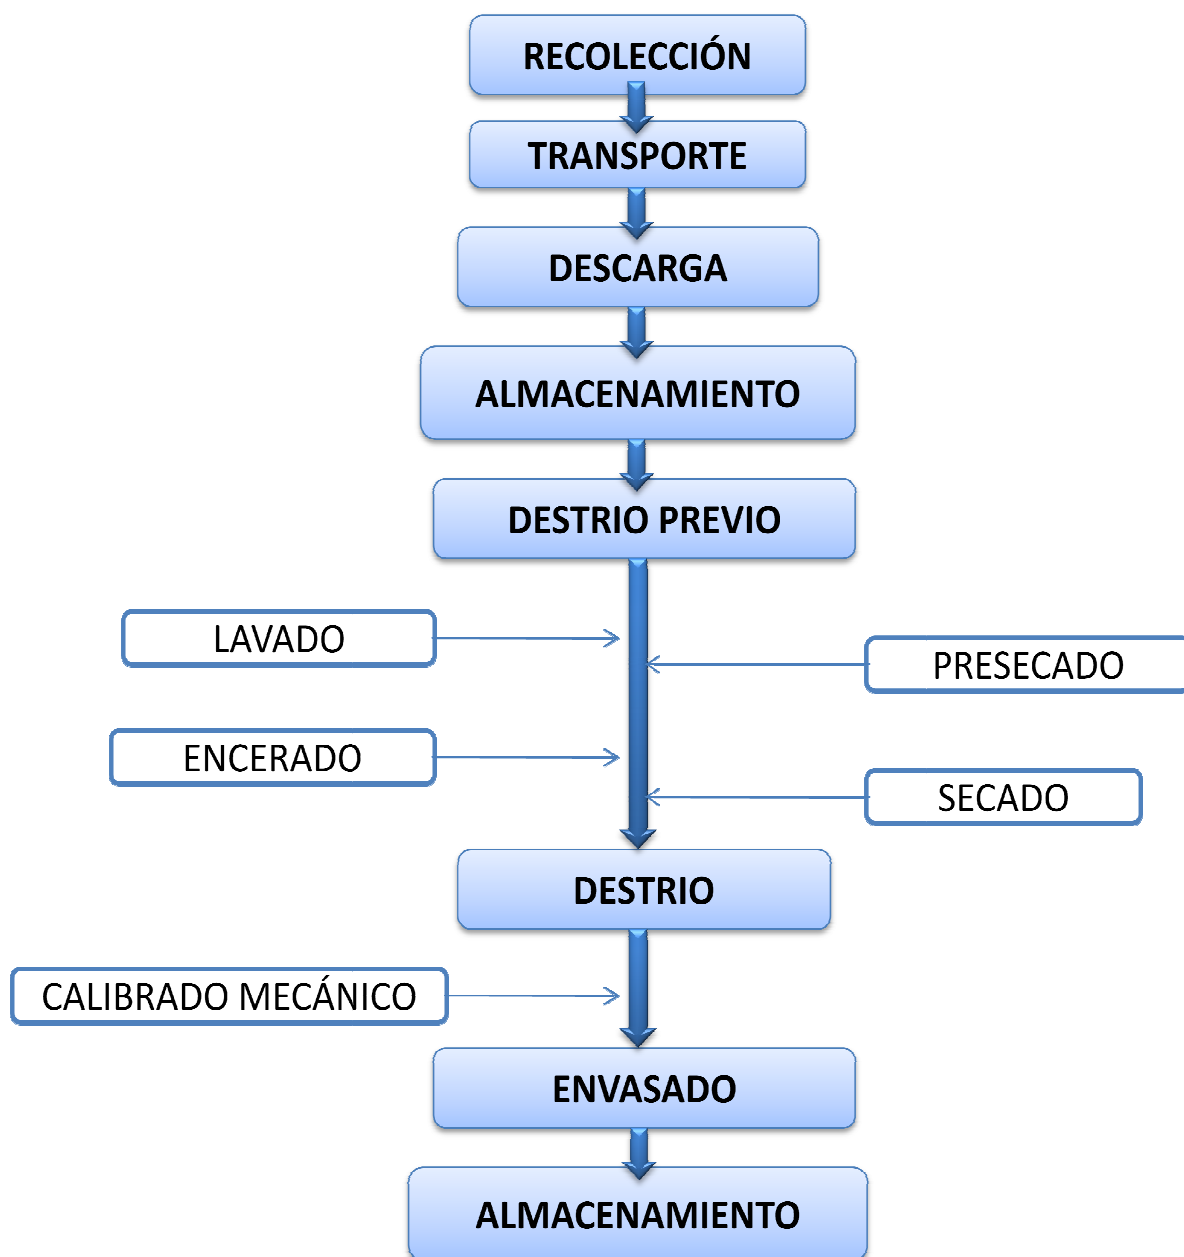 RECOLECCIÓN
TRANSPORTE
DESCARGA
ALMACENAMIENTO
DESTRIO PREVIO
LAVADO
PRESECADO
ENCERADO
SECADO
DESTRIO
CALIBRADO MECÁNICO
ENVASADO
ALMACENAMIENTO